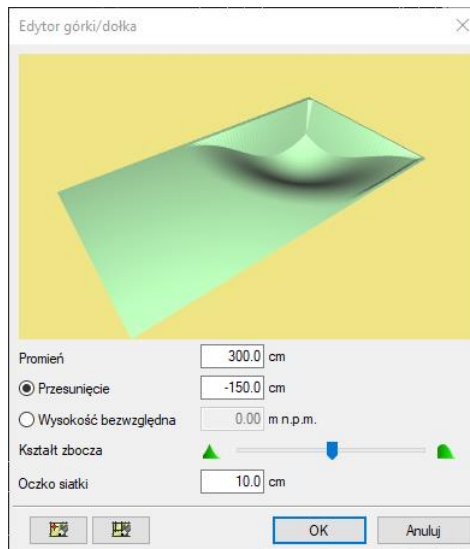 Edytor górki/dołka
Promień 300.0 cm
Przesunięcie -150.0 cm
Wysokość bezwzględna 0.00 m n.p.m.
Kształt zbocza
Oczko siatki 10.0 cm
OK Anuluj